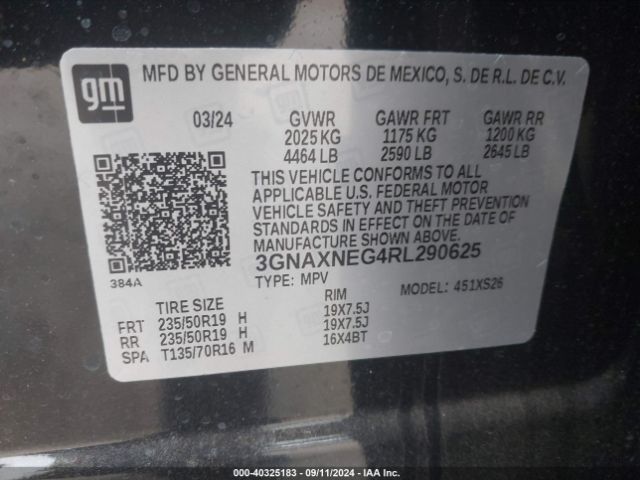 gm MFD BY GENERAL MOTORS DE MEXICO, S. DE R.L. DE C.V.
03/24 GVWR GAWR FRT GAWR RR
2025 KG 1175 KG 1200 KG
4464 LB 2590 LB 2645 LB
THIS VEHICLE CONFORMS TO ALL
APPLICABLE U.S. FEDERAL MOTOR
VEHICLE SAFETY AND THEFT PREVENTION
STANDARDS IN EFFECT ON THE DATE OF
MANUFACTURE SHOWN ABOVE.
3GNAXNEG4RL290625
384A TYPE: MPV MODEL: 451XS26
TIRE SIZE RIM
FRT 235/50R19 H 19X7.5J
RR 235/50R19 H 19X7.5J
SPA T135/70R16 M 16X4BT
000-40325183 - 09/11/2024 - IAA Inc.